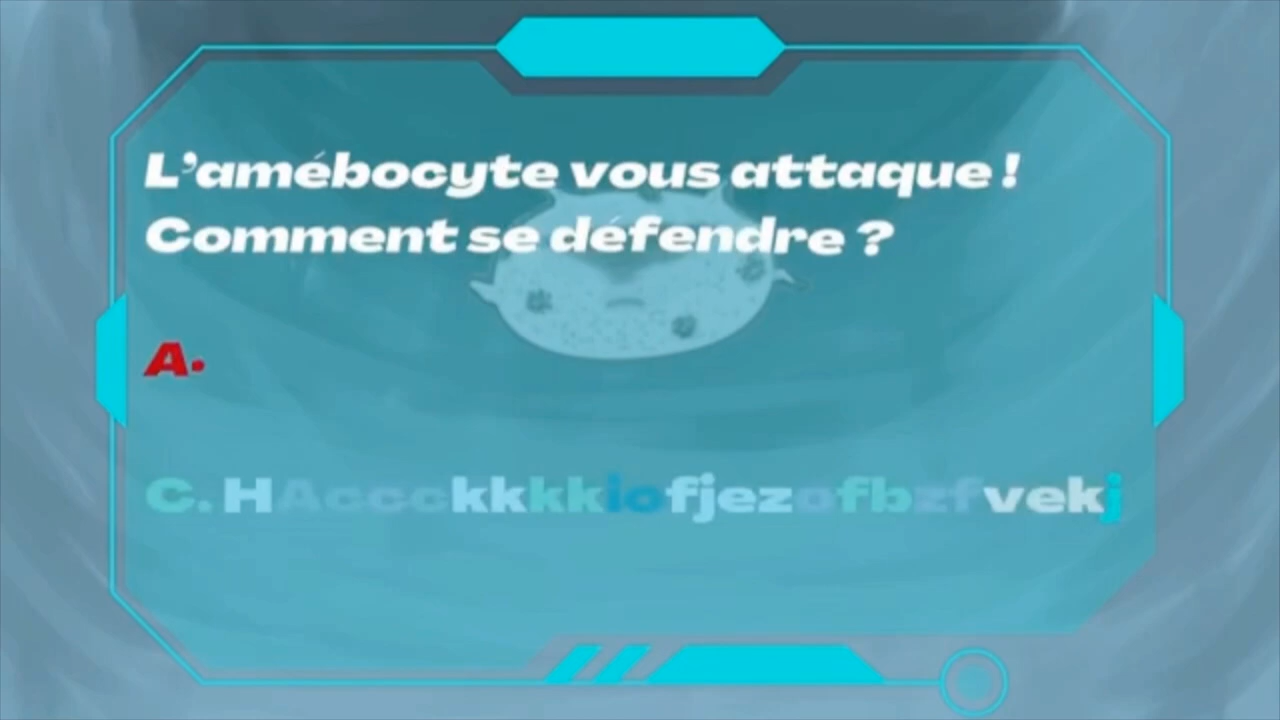 L’amébocyte vous attaque !
Comment se défendre ?
A.
C. HAccckkkkiofjezofbzfvekj